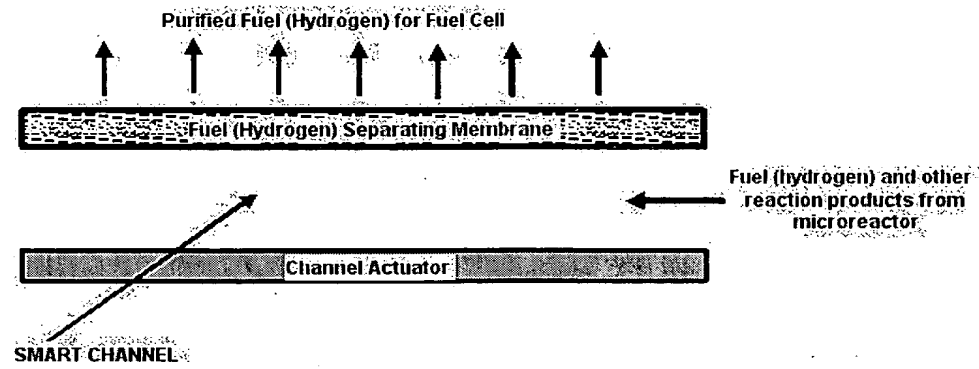 Purified Fuel (Hydrogen) for Fuel Cell
Fuel (Hydrogen) Separating Membrane
Fuel (hydrogen) and other
reaction products from
microreactor
Channel Actuator
SMART CHANNEL